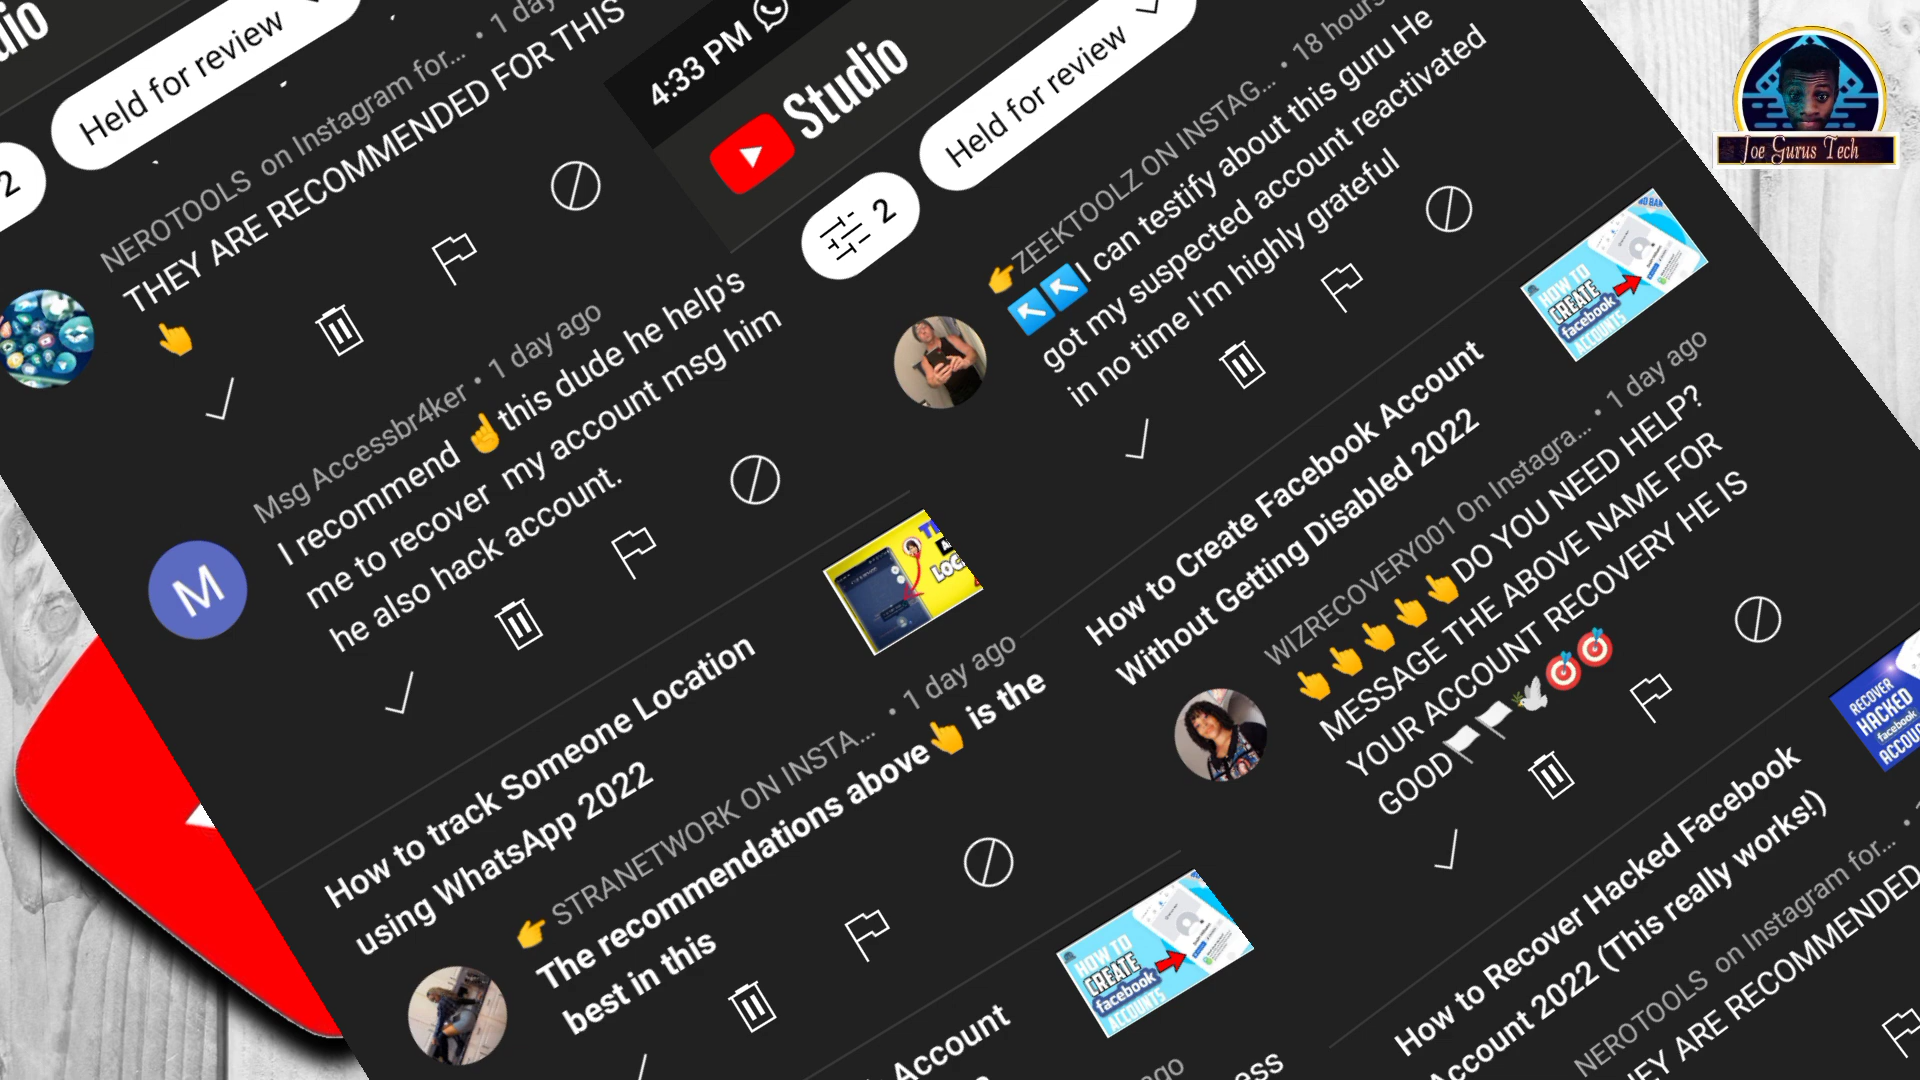 Held for review
2
NEROTOOLS on Instagram for... • 1 day
THEY ARE RECOMMENDED FOR THIS
👆
Msg Accessbr4ker • 1 day ago
I recommend ☝this dude he help's
me to recover my account msg him
he also hack account.
M
How to track Someone Location
using WhatsApp 2022
👉 STRANETWORK ON INSTA... • 1 day ago
The recommendations above👆 is the
best in this
HOW TO
CREATE
facebook
ACCOUNTS
Account
4:33 PM
Studio
Held for review
2
👉ZEEKTOOLZ ON INSTAG... • 18 hours
↖↖I can testify about this guru He
got my suspected account reactivated
in no time I'm highly grateful
How to Create Facebook Account
Without Getting Disabled 2022
HOW TO
CREATE
facebook
ACCOUNTS
WIZRECOVERY001 On Instagra... • 1 day ago
👆👆👆👆👆DO YOU NEED HELP?
MESSAGE THE ABOVE NAME FOR
YOUR ACCOUNT RECOVERY HE IS
GOOD🏳🏳🕊🎯🎯
How to Recover Hacked Facebook
Account 2022 (This really works!)
RECOVER
HACKED
facebook
NEROTOOLS on Instagram for... •
THEY ARE RECOMMENDED
Joe Gurus Tech